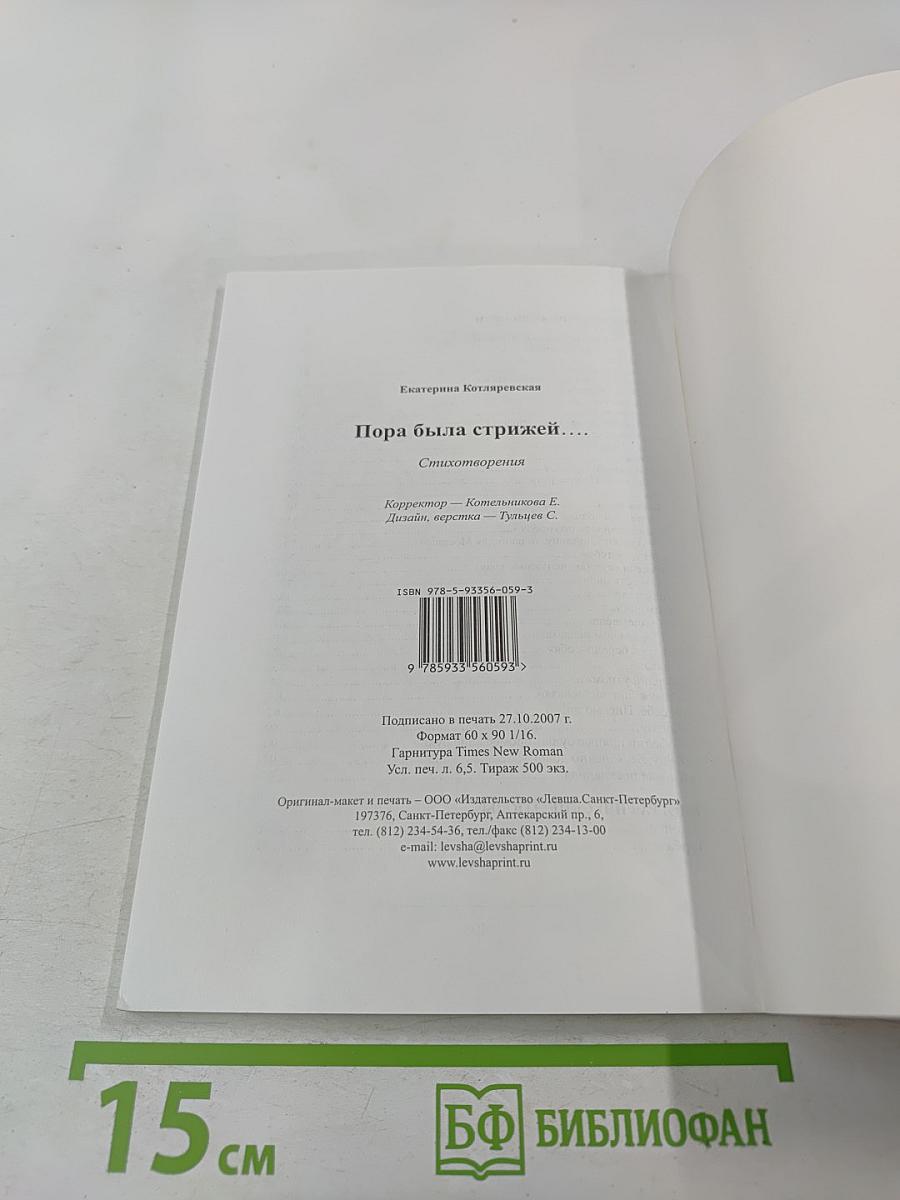 Екатерина Котляревская
Пора была стрижей….
Стихотворения
Корректор — Котельникова Е.
Дизайн, верстка — Тульцев С.
ISBN 978-5-93356-059-3
9 785933 560593 >
Подписано в печать 27.10.2007 г.
Формат 60 x 90 1/16.
Гарнитура Times New Roman
Усл. печ. л. 6,5. Тираж 500 экз.
Оригинал-макет и печать – ООО «Издательство «Левша.Санкт-Петербург»
197376, Санкт-Петербург, Аптекарский пр., 6,
тел. (812) 234-54-36, тел./факс (812) 234-13-00
e-mail: levsha@levshaprint.ru
www.levshaprint.ru
15 см
БФ БИБЛИОФАН